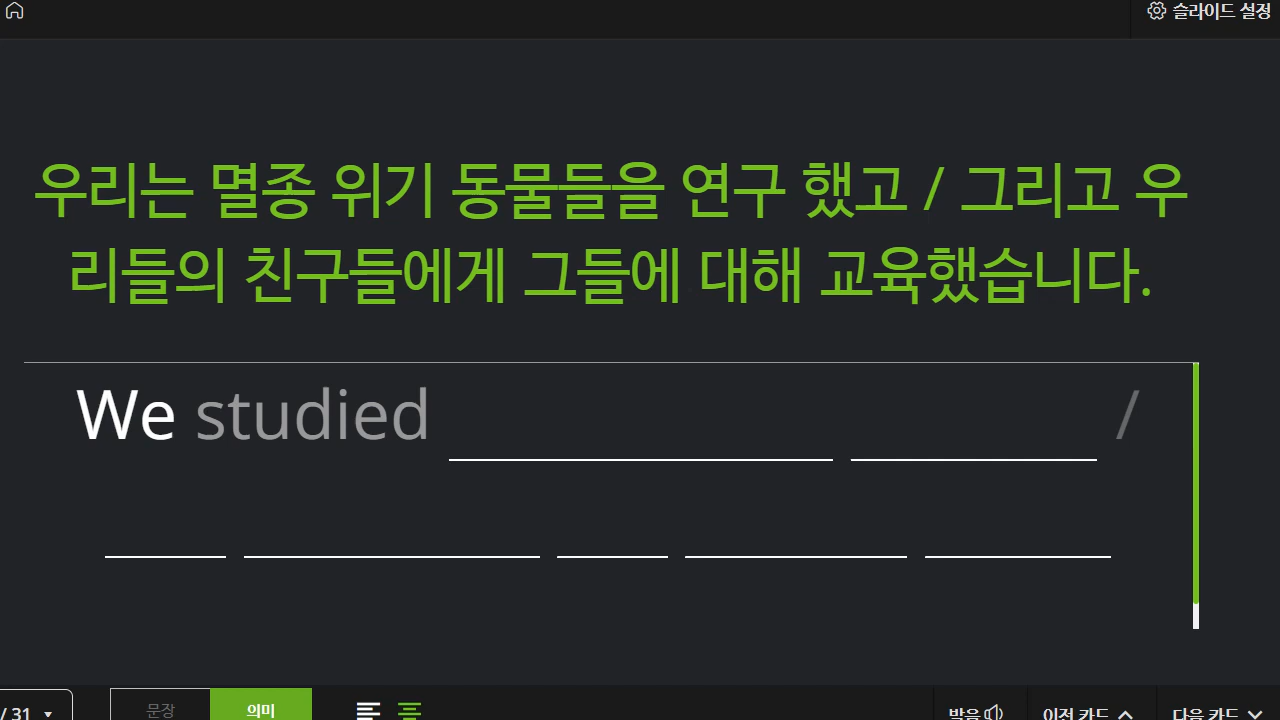 슬라이드 설정
우리는 멸종 위기 동물들을 연구 했고 / 그리고 우
리들의 친구들에게 그들에 대해 교육했습니다.
We studied /
/ 31 문장 의미 발음 이전 카드 다음 카드